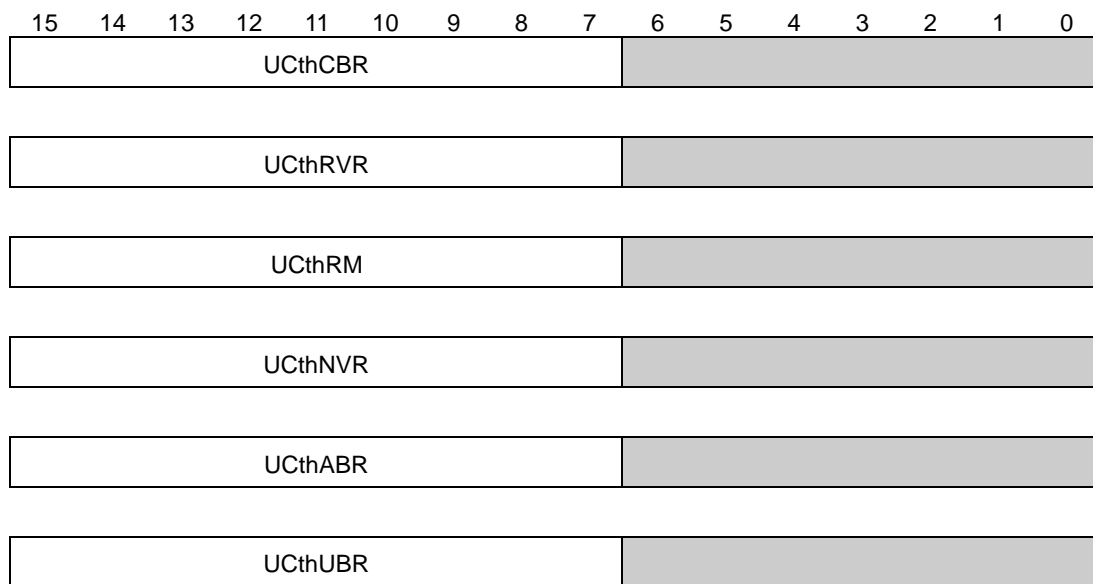 15 14 13 12 11 10 9 8 7 6 5 4 3 2 1 0
UCthCBR
UCthRVR
UCthRM
UCthNVR
UCthABR
UCthUBR